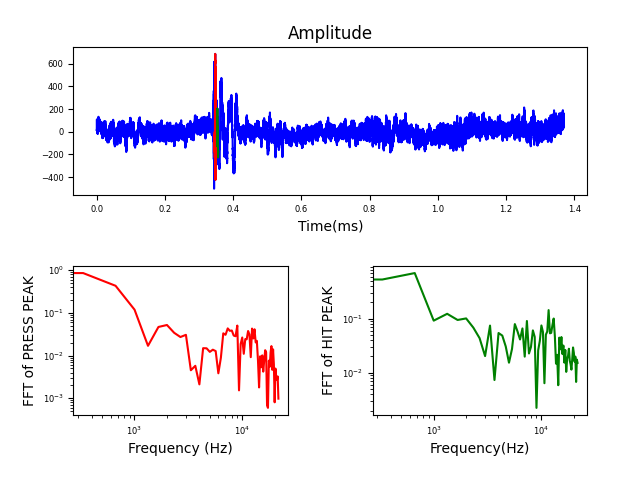 Amplitude
600
400
200
0
−200
−400
0.0 0.2 0.4 0.6 0.8 1.0 1.2 1.4
Time(ms)
FFT of PRESS PEAK
10⁰
10⁻¹
10⁻²
10⁻³
10³ 10⁴
Frequency (Hz)
FFT of HIT PEAK
10⁻¹
10⁻²
10³ 10⁴
Frequency(Hz)